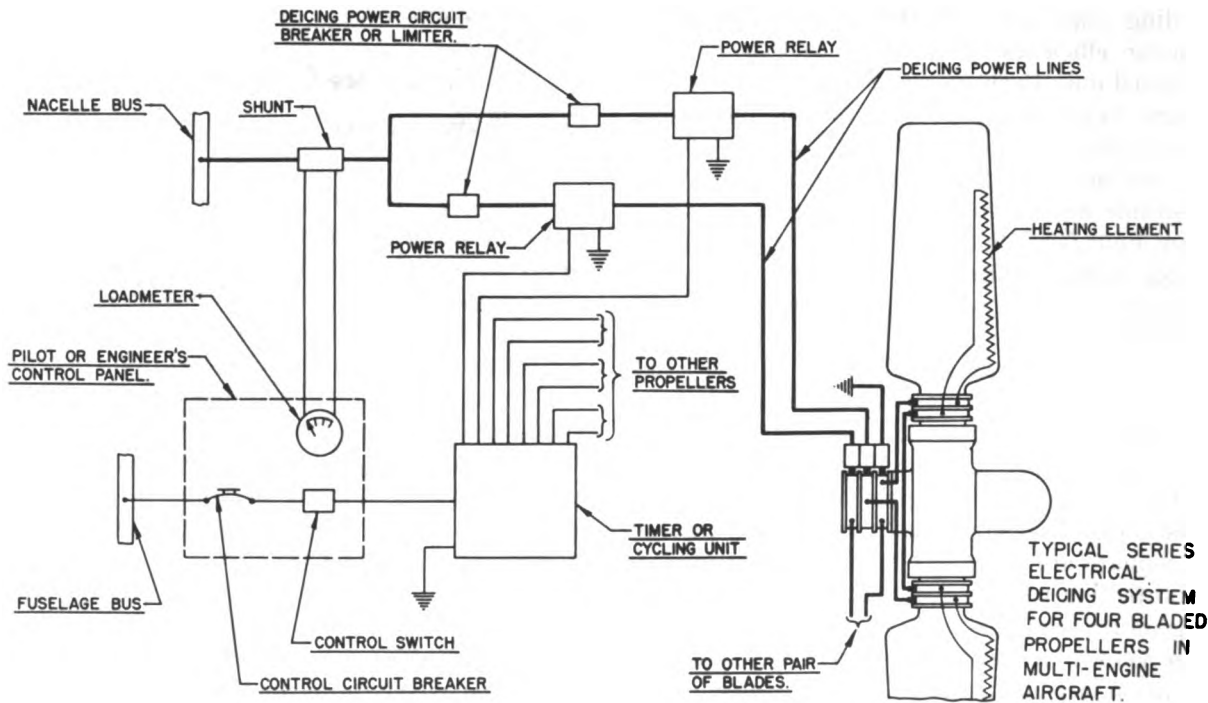 DEICING POWER CIRCUIT
BREAKER OR LIMITER.
POWER RELAY
DEICING POWER LINES
NACELLE BUS
SHUNT
HEATING ELEMENT
POWER RELAY
LOADMETER
PILOT OR ENGINEER'S
CONTROL PANEL.
TO OTHER
PROPELLERS
TIMER OR
CYCLING UNIT
FUSELAGE BUS
CONTROL SWITCH
CONTROL CIRCUIT BREAKER
TO OTHER PAIR
OF BLADES.
TYPICAL SERIES
ELECTRICAL
DEICING SYSTEM
FOR FOUR BLADED
PROPELLERS IN
MULTI-ENGINE
AIRCRAFT.